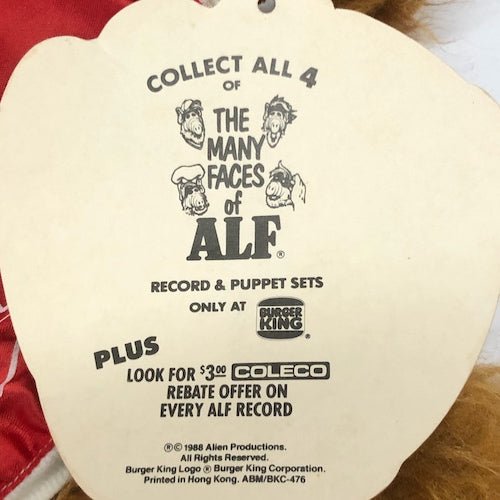 COLLECT ALL 4
OF
THE
MANY
FACES
of
ALF®
RECORD & PUPPET SETS
ONLY AT BURGER KING®
PLUS
LOOK FOR $3.00 COLECO
REBATE OFFER ON
EVERY ALF RECORD
®©1988 Alien Productions.
All Rights Reserved.
Burger King Logo ® Burger King Corporation.
Printed in Hong Kong. ABM/BKC-476